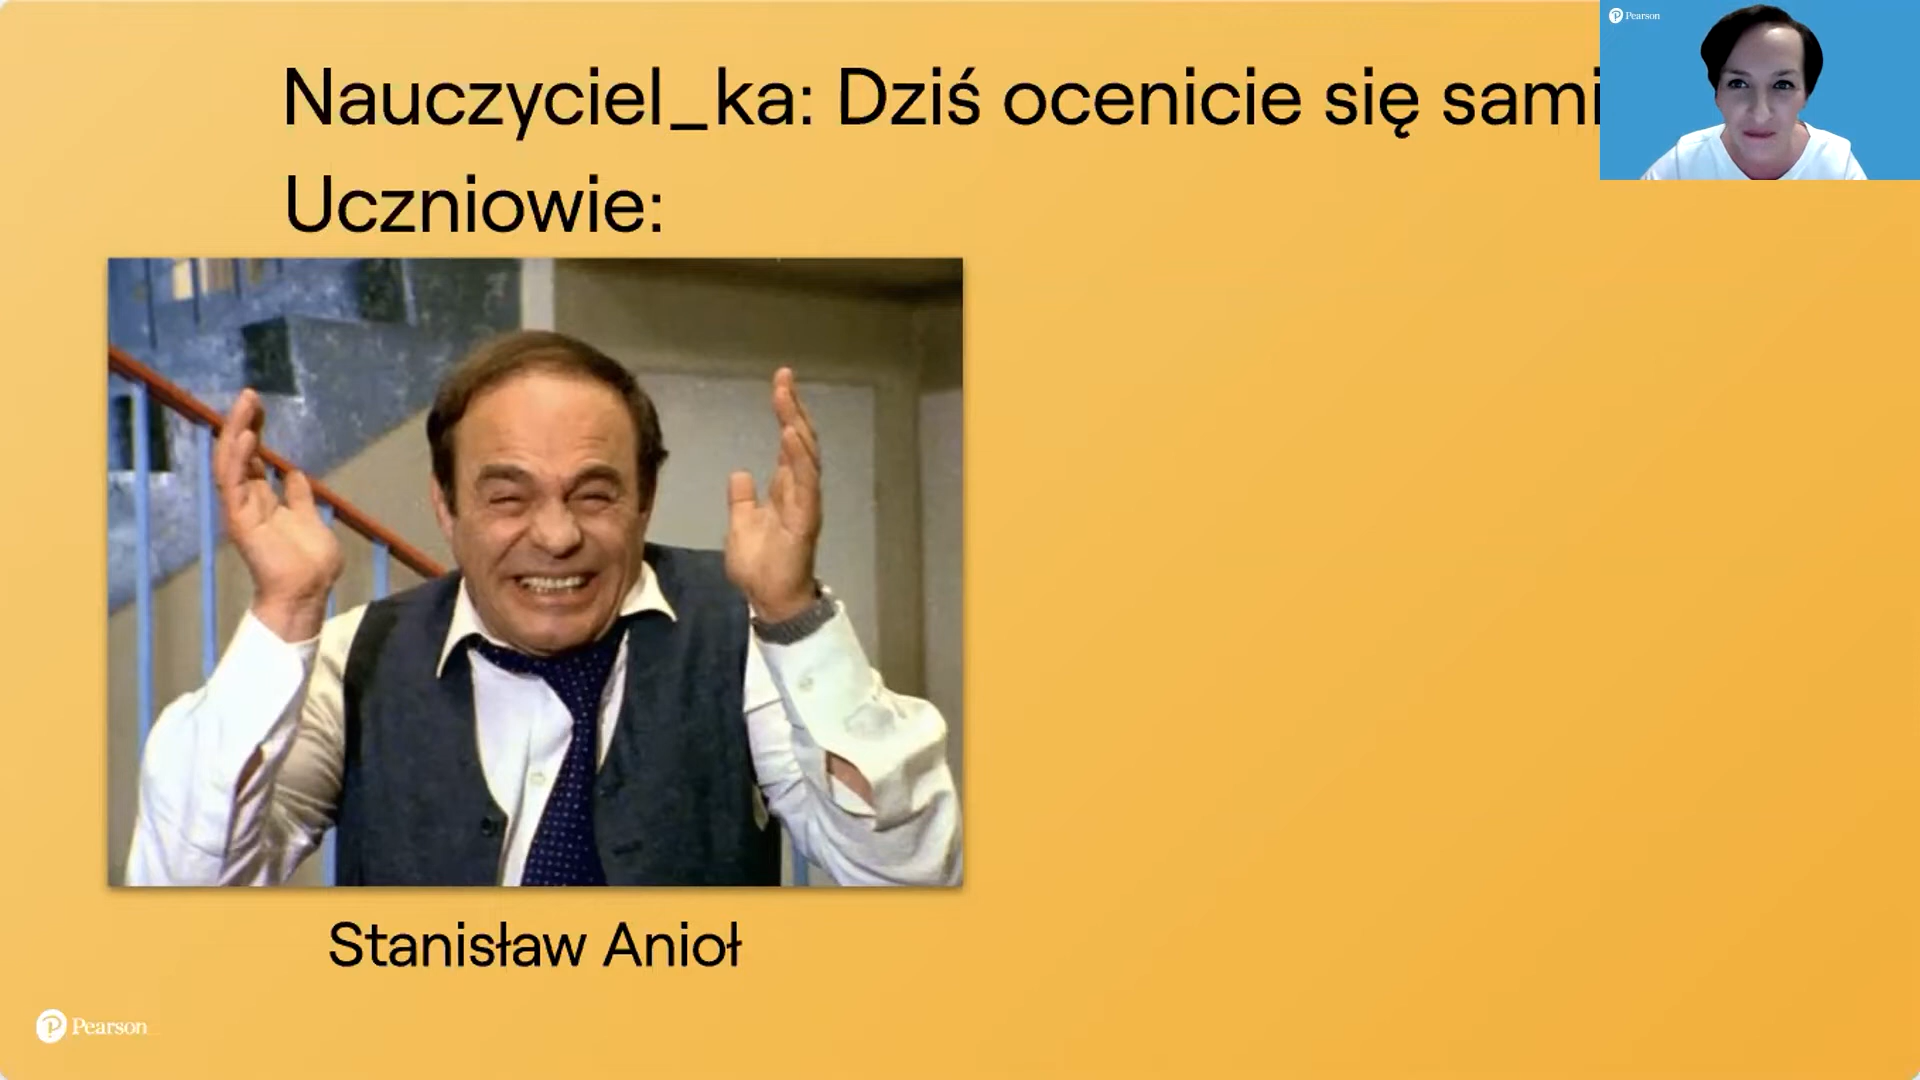 Nauczyciel_ka: Dziś ocenicie się sami
Pearson
Uczniowie:
Stanisław Anioł
Pearson